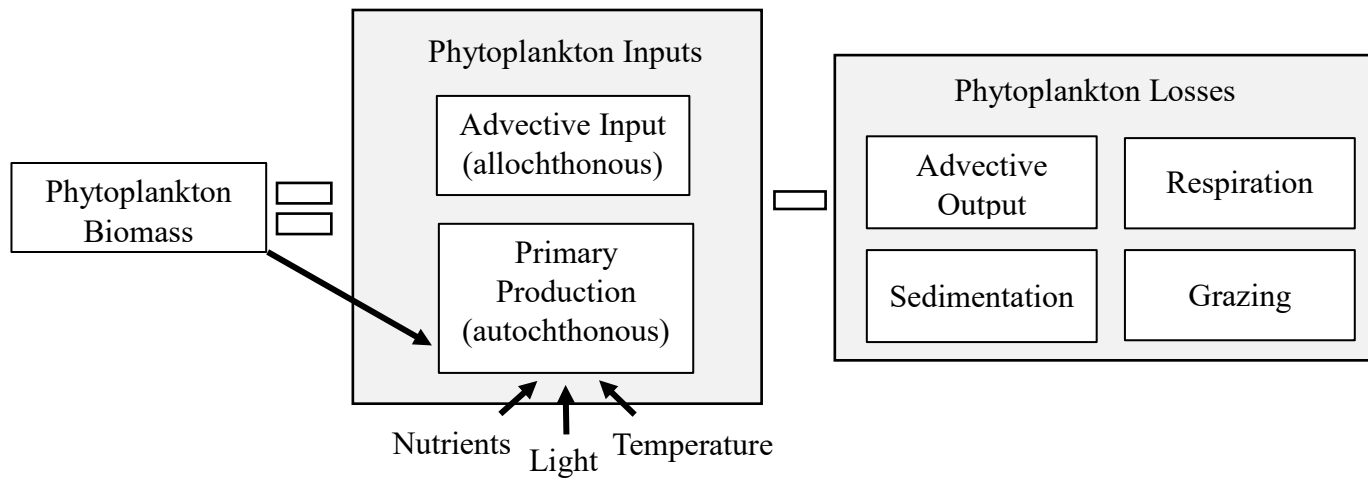 Phytoplankton
Biomass
Phytoplankton Inputs
Advective Input
(allochthonous)
Primary
Production
(autochthonous)
Nutrients
Light
Temperature
Phytoplankton Losses
Advective
Output
Respiration
Sedimentation
Grazing